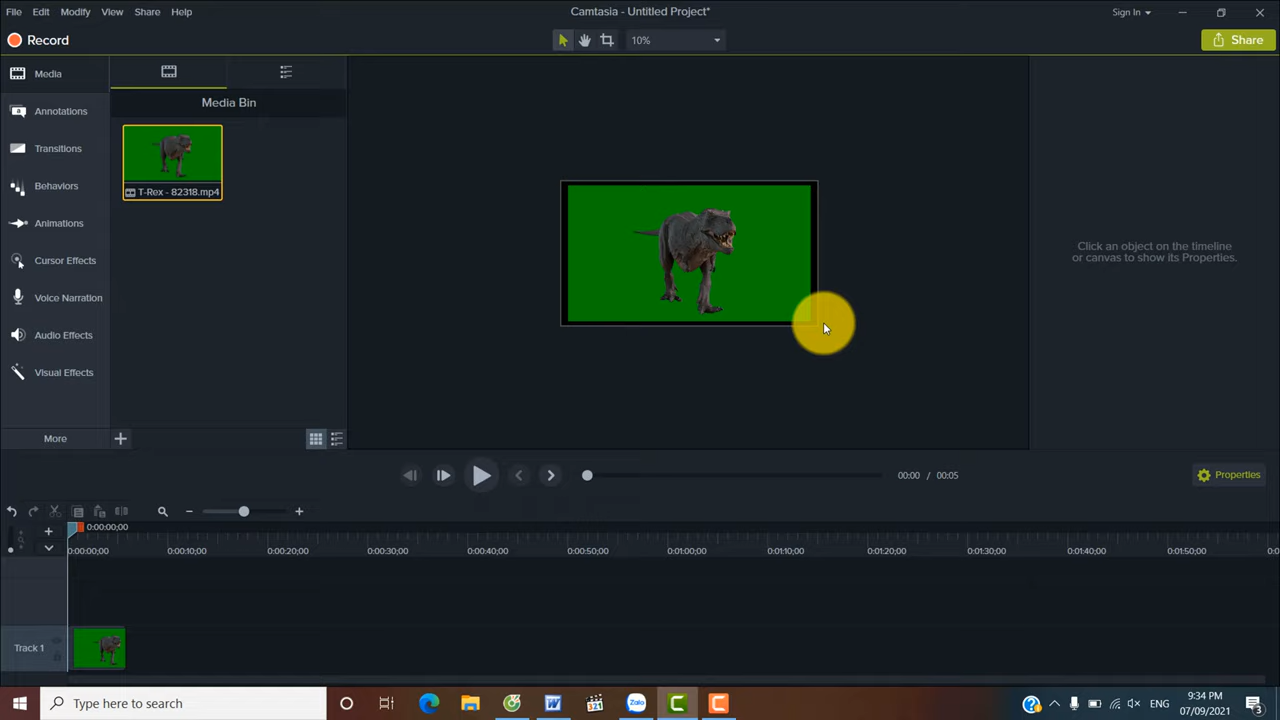 File Edit Modify View Share Help
Camtasia - Untitled Project*
Sign In
Record
10%
Share
Media
Annotations
Transitions
Behaviors
Animations
Cursor Effects
Voice Narration
Audio Effects
Visual Effects
More
Media Bin
T-Rex - 82318.mp4
Click an object on the timeline
or canvas to show its Properties.
00:00 / 00:05
Properties
0:00:00;00
0:00:00;00 0:00:10;00 0:00:20;00 0:00:30;00 0:00:40;00 0:00:50;00 0:01:00;00 0:01:10;00 0:01:20;00 0:01:30;00 0:01:40;00 0:01:50;00
Track 1
Type here to search
321
Zalo
ENG
9:34 PM
07/09/2021
3